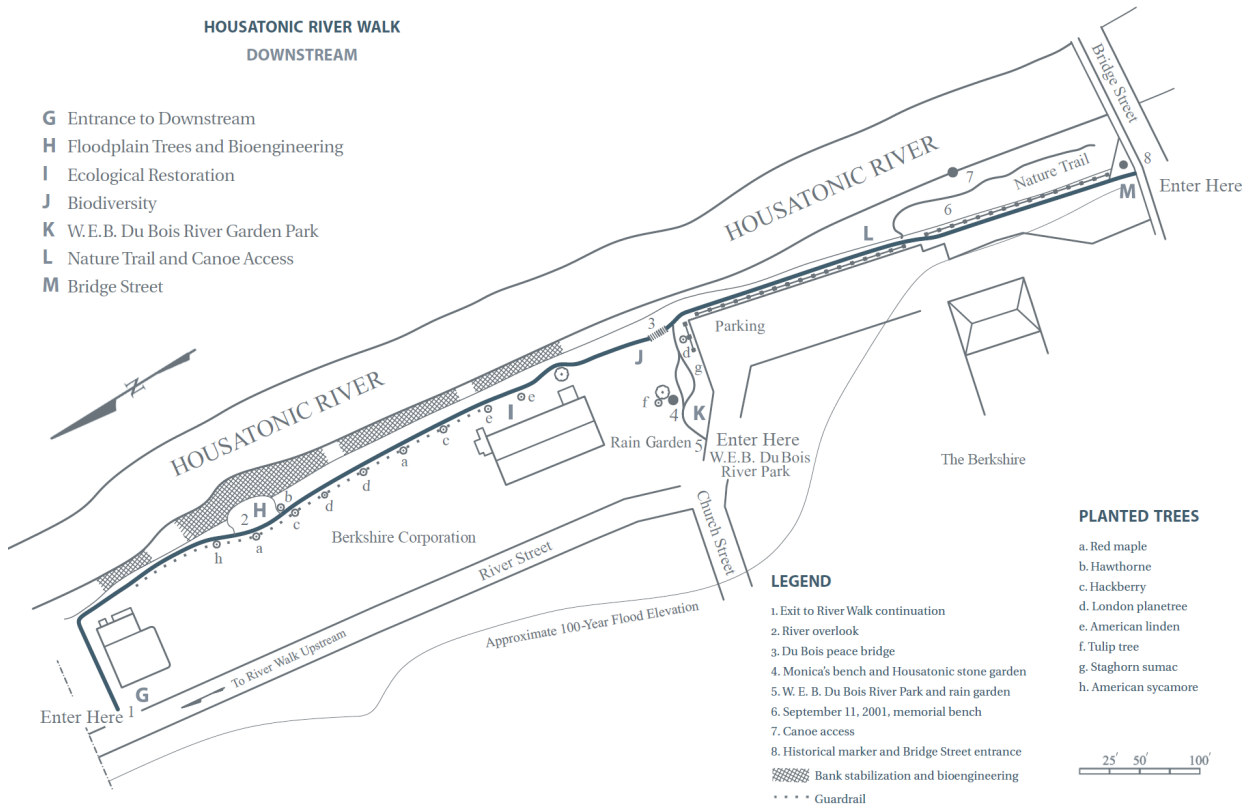 HOUSATONIC RIVER WALK
DOWNSTREAM
G Entrance to Downstream
H Floodplain Trees and Bioengineering
I Ecological Restoration
J Biodiversity
K W.E.B. Du Bois River Garden Park
L Nature Trail and Canoe Access
M Bridge Street
Bridge Street
8
Enter Here
M
Nature Trail
7
6
HOUSATONIC RIVER
L
N
3
Parking
J
d
g
HOUSATONIC RIVER
I
e
e
f
4
K
c
Rain Garden
5
Enter Here
W.E.B. Du Bois
River Park
a
d
The Berkshire
b
H
d
c
2
a
h
Berkshire Corporation
Church Street
River Street
Approximate 100-Year Flood Elevation
To River Walk Upstream
G
Enter Here
1
LEGEND
1. Exit to River Walk continuation
2. River overlook
3. Du Bois peace bridge
4. Monica's bench and Housatonic stone garden
5. W. E. B. Du Bois River Park and rain garden
6. September 11, 2001, memorial bench
7. Canoe access
8. Historical marker and Bridge Street entrance
Bank stabilization and bioengineering
Guardrail
PLANTED TREES
a. Red maple
b. Hawthorne
c. Hackberry
d. London planetree
e. American linden
f. Tulip tree
g. Staghorn sumac
h. American sycamore
25' 50' 100'